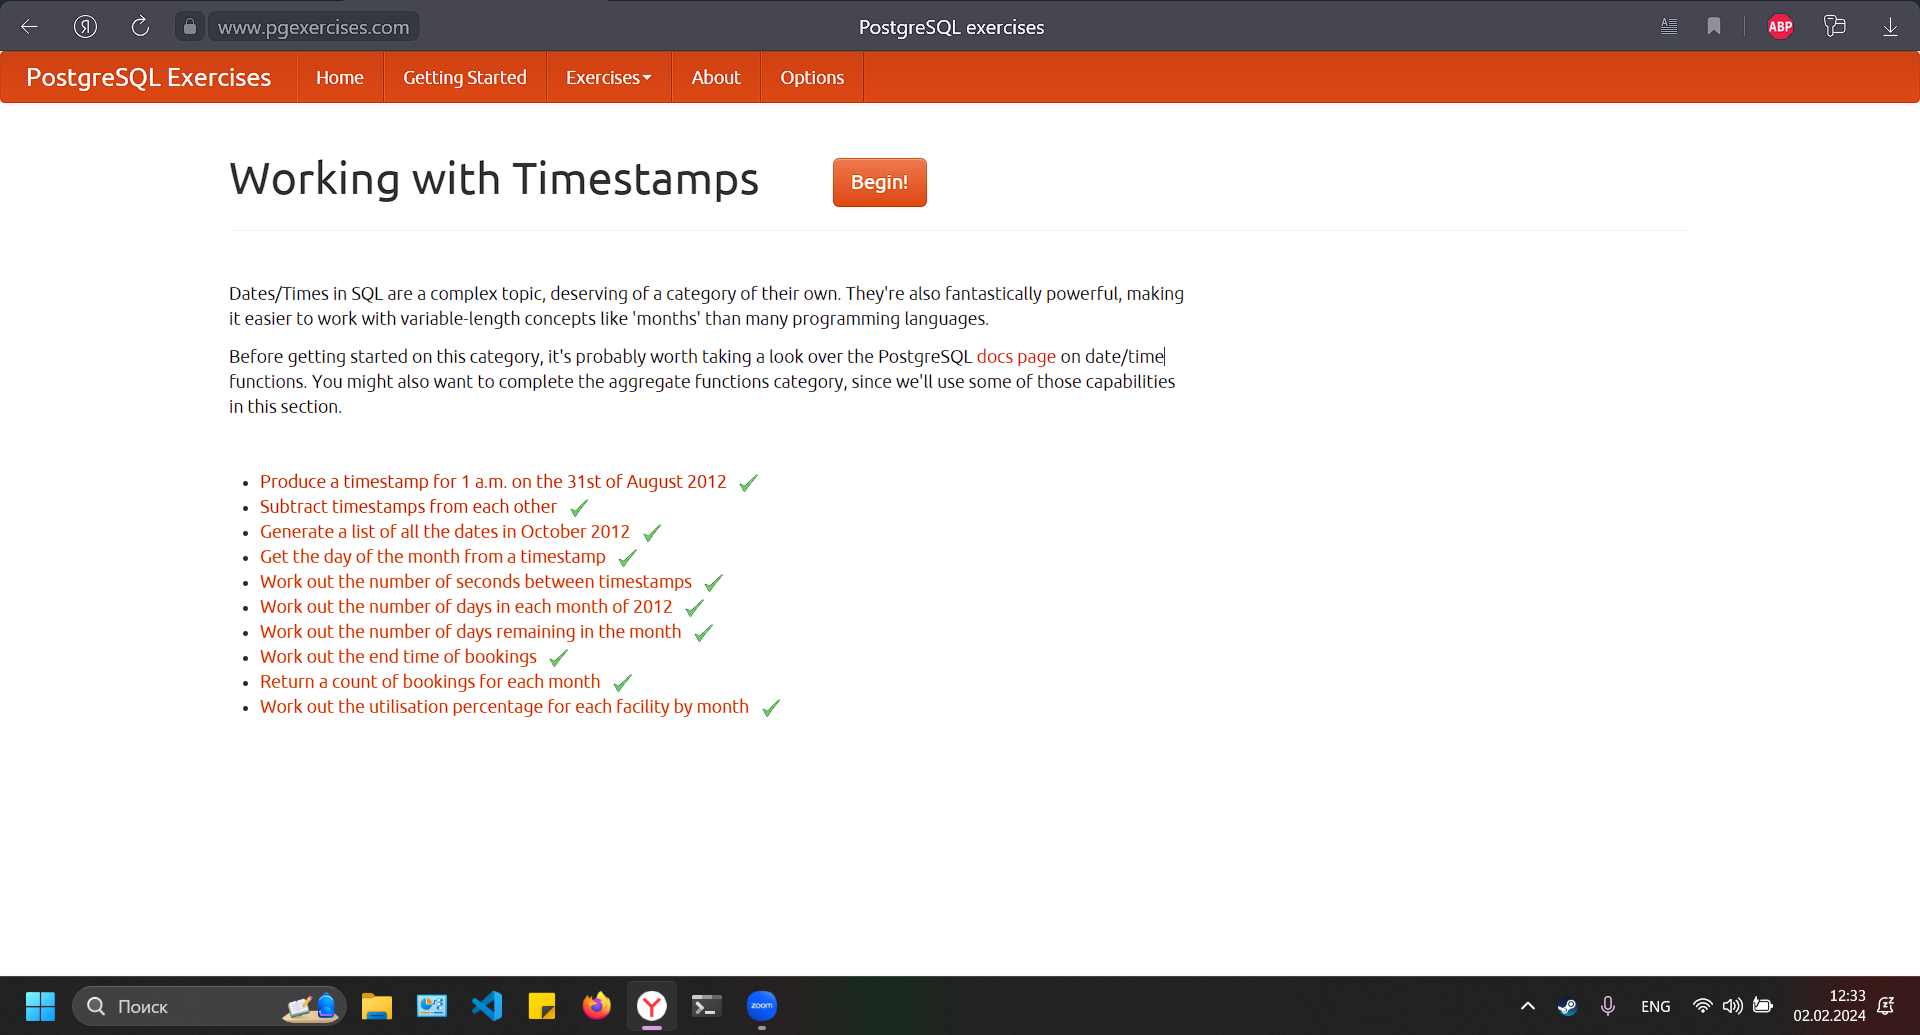 Я
www.pgexercises.com
PostgreSQL exercises
ABP
PostgreSQL Exercises
Home
Getting Started
Exercises
About
Options
Working with Timestamps
Begin!
Dates/Times in SQL are a complex topic, deserving of a category of their own. They're also fantastically powerful, making
it easier to work with variable-length concepts like 'months' than many programming languages.
Before getting started on this category, it's probably worth taking a look over the PostgreSQL docs page on date/time
functions. You might also want to complete the aggregate functions category, since we'll use some of those capabilities
in this section.
Produce a timestamp for 1 a.m. on the 31st of August 2012
Subtract timestamps from each other
Generate a list of all the dates in October 2012
Get the day of the month from a timestamp
Work out the number of seconds between timestamps
Work out the number of days in each month of 2012
Work out the number of days remaining in the month
Work out the end time of bookings
Return a count of bookings for each month
Work out the utilisation percentage for each facility by month
Поиск
Y
zoom
ENG
12:33
02.02.2024